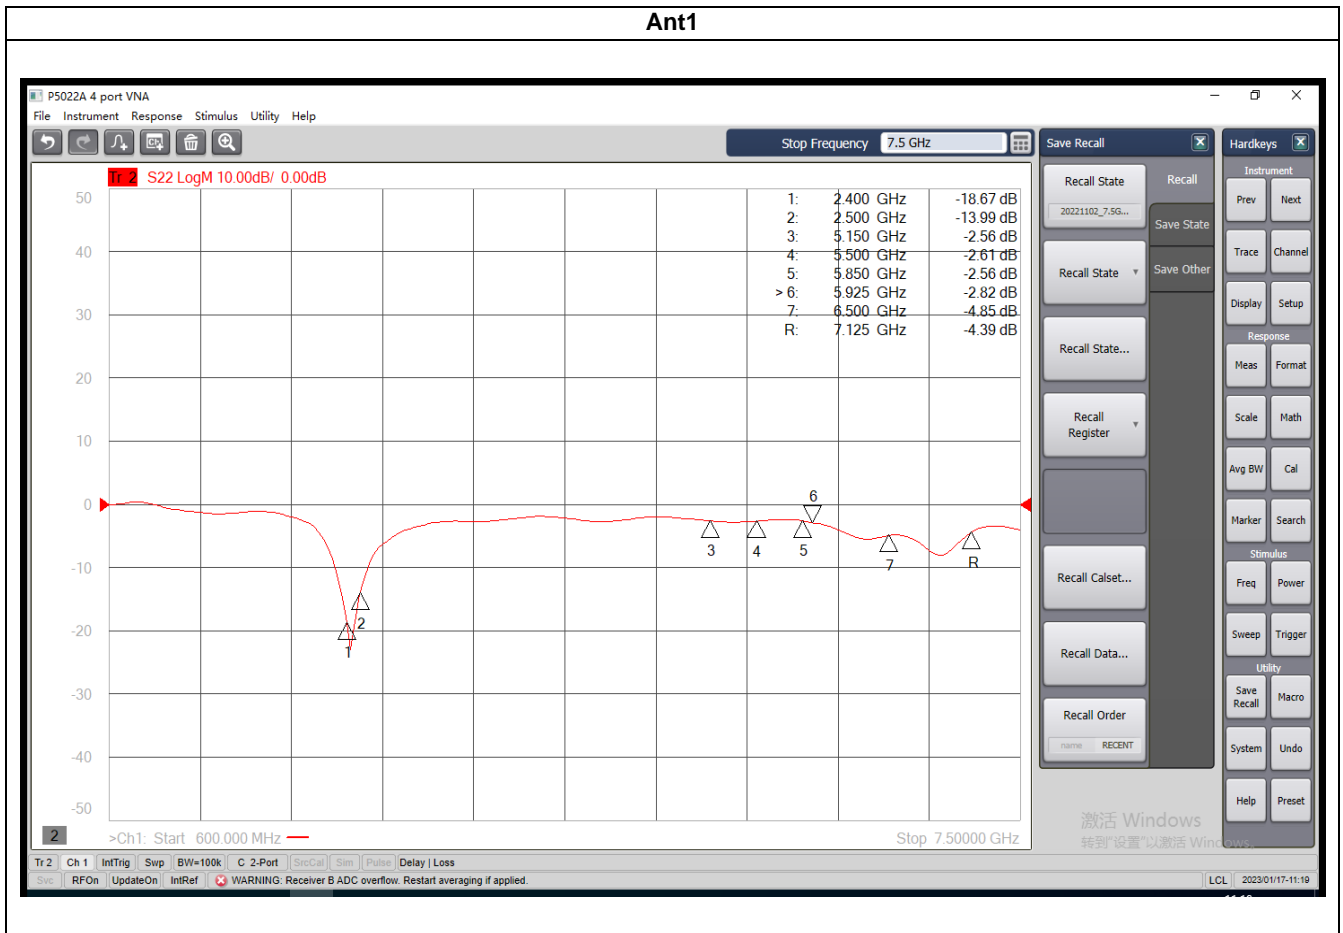 Ant1
P5022A 4 port VNA
File Instrument Response Stimulus Utility Help
Stop Frequency 7.5 GHz
Tr 2 S22 LogM 10.00dB/ 0.00dB
50
40
30
20
10
0
-10
-20
-30
-40
-50
1: 2.400 GHz -18.67 dB
2: 2.500 GHz -13.99 dB
3: 5.150 GHz -2.56 dB
4: 5.500 GHz -2.61 dB
5: 5.850 GHz -2.56 dB
> 6: 5.925 GHz -2.82 dB
7: 6.500 GHz -4.85 dB
R: 7.125 GHz -4.39 dB
1
2
3
4
5
6
7
R
2 >Ch1: Start 600.000 MHz
Stop 7.50000 GHz
Save Recall
Recall State
20221102_7.5G...
Recall State
Recall State...
Recall Register
Recall Calset...
Recall Data...
Recall Order
name RECENT
Recall
Save State
Save Other
Hardkeys
Instrument
Prev Next
Trace Channel
Display Setup
Response
Meas Format
Scale Math
Avg BW Cal
Marker Search
Stimulus
Freq Power
Sweep Trigger
Utility
Save Recall Macro
System Undo
Help Preset
激活 Windows
转到"设置"以激活 Windows。
Tr 2 Ch 1 IntTrig Swp BW=100k C 2-Port SrcCal Sim Pulse Delay | Loss
Svc RFOn UpdateOn IntRef WARNING: Receiver B ADC overflow. Restart averaging if applied.
LCL 2023/01/17-11:19